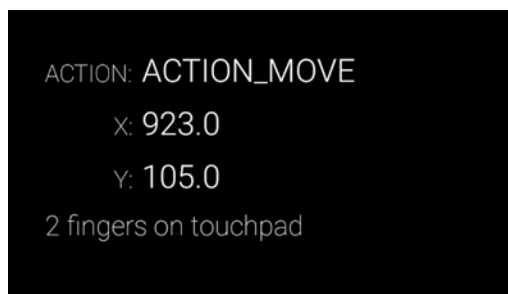 ACTION: ACTION_MOVE
X: 923.0
Y: 105.0
2 fingers on touchpad